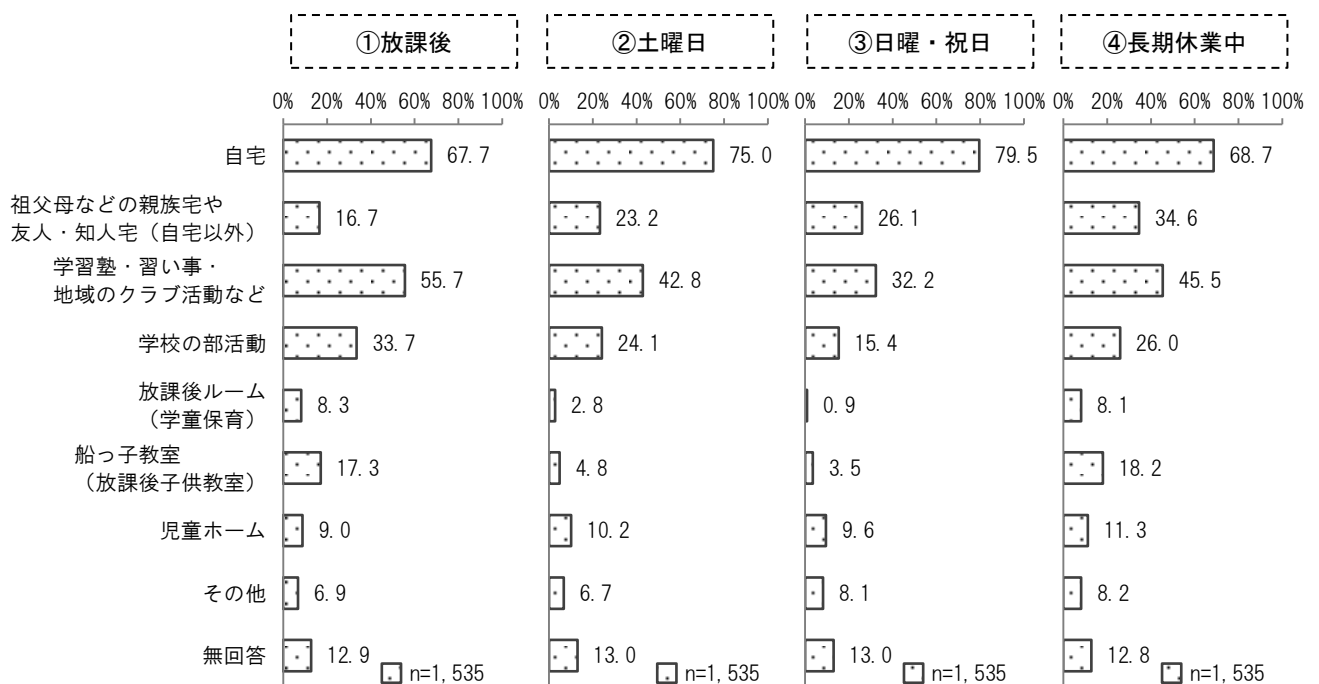 ①放課後 ②土曜日 ③日曜・祝日 ④長期休業中
0% 20% 40% 60% 80% 100% 0% 20% 40% 60% 80% 100% 0% 20% 40% 60% 80% 100% 0% 20% 40% 60% 80% 100%
自宅 67.7 75.0 79.5 68.7
祖父母などの親族宅や
友人・知人宅（自宅以外） 16.7 23.2 26.1 34.6
学習塾・習い事・
地域のクラブ活動など 55.7 42.8 32.2 45.5
学校の部活動 33.7 24.1 15.4 26.0
放課後ルーム
（学童保育） 8.3 2.8 0.9 8.1
船っ子教室
（放課後子供教室） 17.3 4.8 3.5 18.2
児童ホーム 9.0 10.2 9.6 11.3
その他 6.9 6.7 8.1 8.2
無回答 12.9 13.0 13.0 12.8
n=1,535 n=1,535 n=1,535 n=1,535